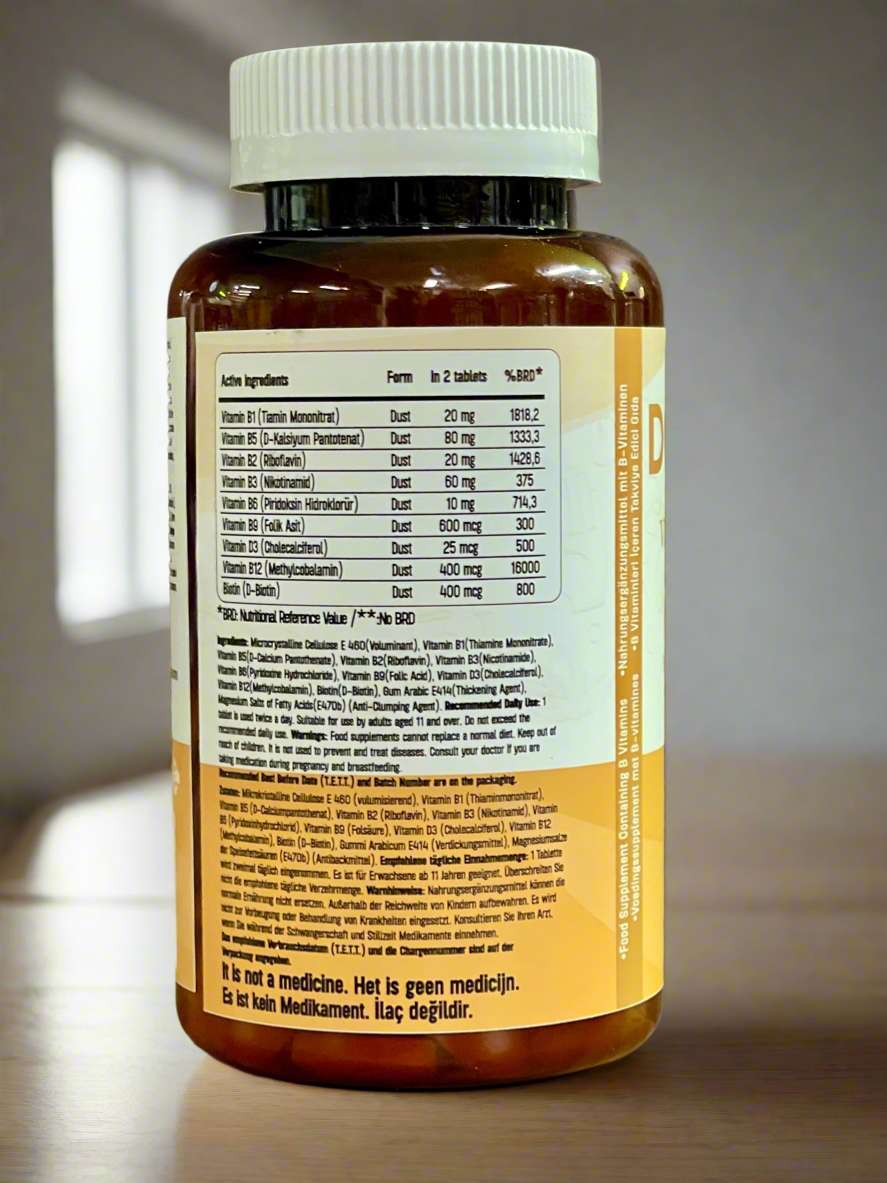 Active Ingredients Form In 2 tablets %BRD*
Vitamin B1 (Tiamin Mononitrat) Dust 20 mg 1818,2
Vitamin B5 (D-Kalsiyum Pantotenat) Dust 80 mg 1333,3
Vitamin B2 (Riboflavin) Dust 20 mg 1428,6
Vitamin B3 (Nikotinamid) Dust 60 mg 375
Vitamin B6 (Piridoksin Hidroklorür) Dust 10 mg 714,3
Vitamin B9 (Folik Asit) Dust 600 mcg 300
Vitamin D3 (Cholecalciferol) Dust 25 mcg 500
Vitamin B12 (Methylcobalamin) Dust 400 mcg 16000
Biotin (D-Biotin) Dust 400 mcg 800
*BRD: Nutritional Reference Value /**:No BRD
Ingredients: Microcrystalline Cellulose E 460(Voluminant), Vitamin B1(Thiamine Mononitrate),
Vitamin B5(D-Calcium Pantothenate), Vitamin B2(Riboflavin), Vitamin B3(Nicotinamide),
Vitamin B6(Pyridoxine Hydrochloride), Vitamin B9(Folic Acid), Vitamin D3(Cholecalciferol),
Vitamin B12(Methylcobalamin), Biotin(D-Biotin), Gum Arabic E414(Thickening Agent),
Magnesium Salts of Fatty Acids(E470b) (Anti-Clumping Agent). Recommended Daily Use: 1
tablet is used twice a day. Suitable for use by adults aged 11 and over. Do not exceed the
recommended daily use. Warnings: Food supplements cannot replace a normal diet. Keep out of
reach of children. It is not used to prevent and treat diseases. Consult your doctor if you are
taking medication during pregnancy and breastfeeding.
Recommended Best Before Date (T.E.T.T.) and Batch Number are on the packaging.
Zutaten: Mikrokristalline Cellulose E 460 (volumisierend), Vitamin B1 (Thiaminmononitrat),
Vitamin B5 (D-Calciumpantothenat), Vitamin B2 (Riboflavin), Vitamin B3 (Nikotinamid), Vitamin
B6 (Pyridoxinhydrochlorid), Vitamin B9 (Folsäure), Vitamin D3 (Cholecalciferol), Vitamin B12
(Methylcobalamin), Biotin (D-Biotin), Gummi Arabicum E414 (Verdickungsmittel), Magnesiumsalze
der Speisefettsäuren (E470b) (Antibackmittel). Empfohlene tägliche Einnahmemenge: 1 Tablette
wird zweimal täglich eingenommen. Es ist für Erwachsene ab 11 Jahren geeignet. Überschreiten Sie
nicht die empfohlene tägliche Verzehrmenge. Warnhinweise: Nahrungsergänzungsmittel können die
normale Ernährung nicht ersetzen. Außerhalb der Reichweite von Kindern aufbewahren. Es wird
nicht zur Vorbeugung oder Behandlung von Krankheiten eingesetzt. Konsultieren Sie Ihren Arzt,
wenn Sie während der Schwangerschaft und Stillzeit Medikamente einnehmen.
Das empfohlene Verbrauchsdatum (T.E.T.T.) und die Chargennummer sind auf der
Verpackung angegeben.
It is not a medicine. Het is geen medicijn.
Es ist kein Medikament. İlaç değildir.
•Food Supplement Containing B Vitamins •Nahrungsergänzungsmittel mit B-Vitaminen
•Voedingssupplement met B-vitamines •B Vitaminleri İçeren Takviye Edici Gıda
D